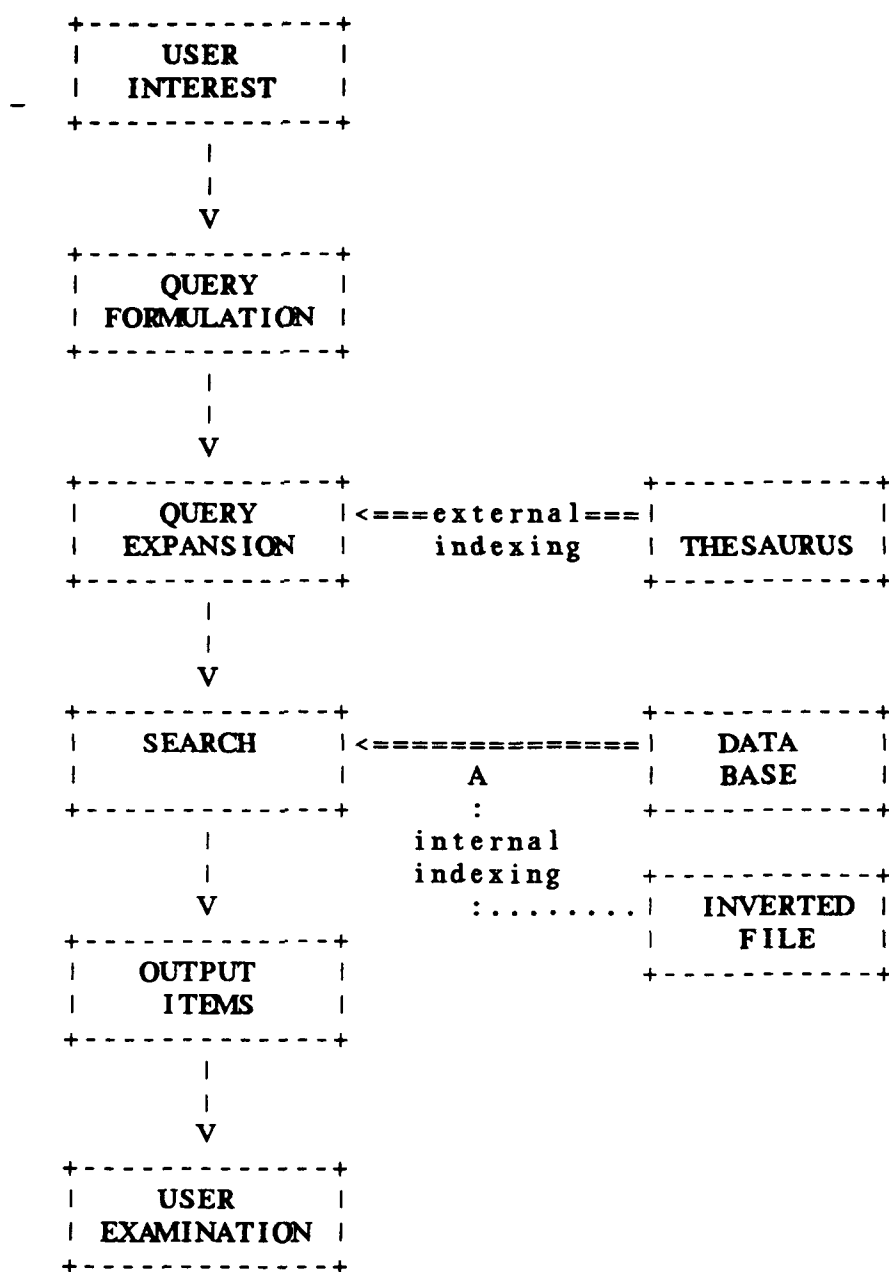 USER
INTEREST
QUERY
FORMULATION
QUERY
EXPANSION
<===external===
indexing
THESAURUS
SEARCH
<==============
DATA
BASE
A
:
internal
indexing
:........
INVERTED
FILE
OUTPUT
ITEMS
V
USER
EXAMINATION